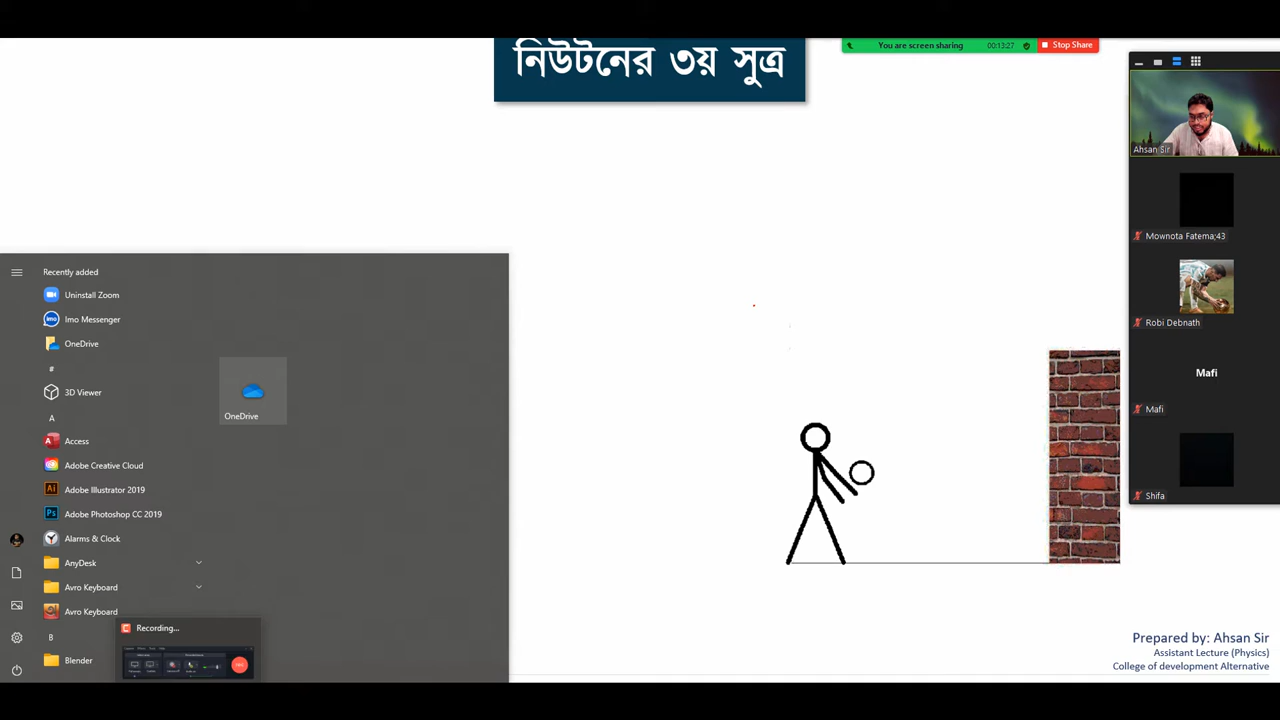 নিউটনের ৩য় সুত্র
You are screen sharing
00:13:27
Stop Share
Ahsan Sir
Mownota Fatema;43
Robi Debnath
Mafi
Mafi
Shifa
Recently added
Uninstall Zoom
Imo Messenger
OneDrive
#
3D Viewer
A
Access
Adobe Creative Cloud
Adobe Illustrator 2019
Adobe Photoshop CC 2019
Alarms & Clock
AnyDesk
Avro Keyboard
Avro Keyboard
B
Blender
OneDrive
Recording...
Prepared by: Ahsan Sir
Assistant Lecture (Physics)
College of development Alternative